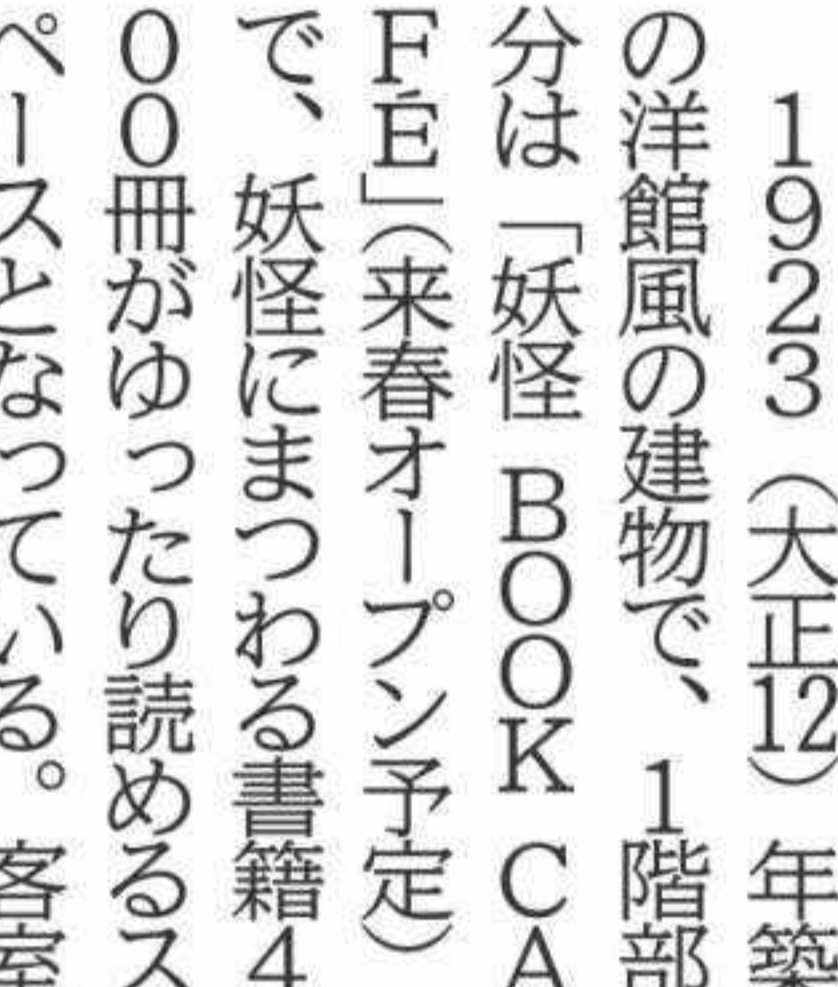 1923（大正12）年築
の洋館風の建物で、1階部
分は「妖怪 BOOK CA
FÉ」（来春オープン予定）
で、妖怪にまつわる書籍4
00冊がゆったり読めるス
ペースとなっている。客室